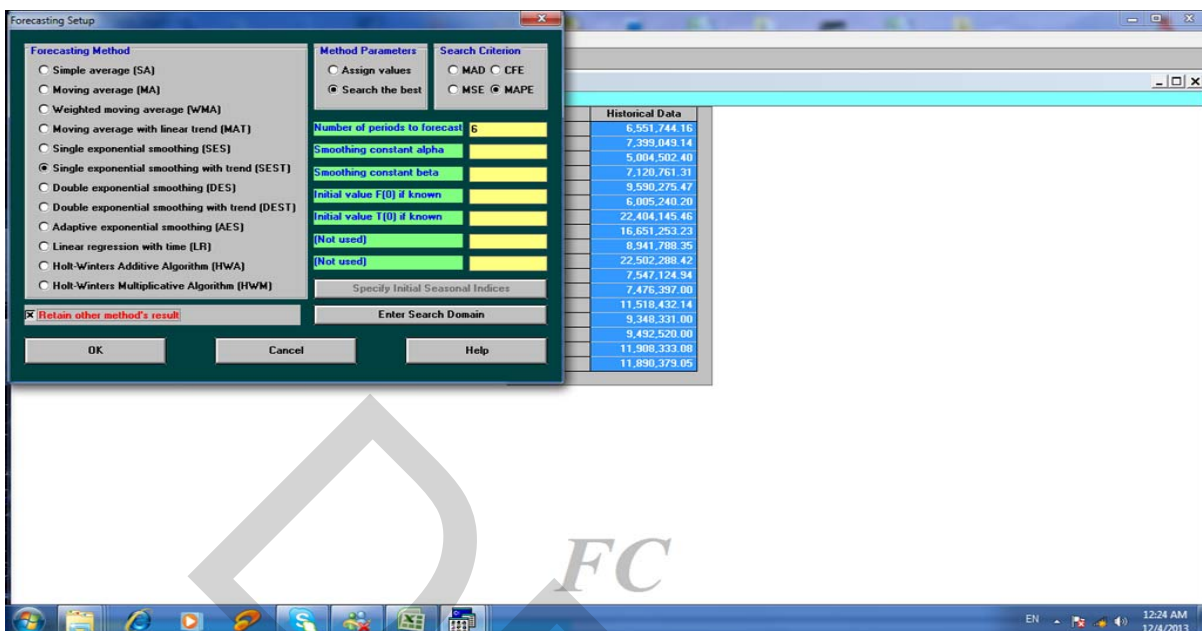 Forecasting Setup
Forecasting Method
Simple average (SA)
Moving average (MA)
Weighted moving average (WMA)
Moving average with linear trend (MAT)
Single exponential smoothing (SES)
Single exponential smoothing with trend (SEST)
Double exponential smoothing (DES)
Double exponential smoothing with trend (DEST)
Adaptive exponential smoothing (AES)
Linear regression with time (LR)
Holt-Winters Additive Algorithm (HWA)
Holt-Winters Multiplicative Algorithm (HWM)
Retain other method's result
OK
Cancel
Help
Method Parameters
Assign values
Search the best
Search Criterion
MAD CFE
MSE MAPE
Number of periods to forecast 6
Smoothing constant alpha
Smoothing constant beta
Initial value F(0) if known
Initial value T(0) if known
(Not used)
(Not used)
Specify Initial Seasonal Indices
Enter Search Domain
Historical Data
6,551,744.16
7,399,049.14
5,004,502.40
7,120,761.31
9,590,275.47
6,005,240.20
22,404,145.46
16,651,253.23
8,941,788.35
22,502,288.42
7,547,124.94
7,476,397.00
11,518,432.14
9,348,331.00
9,492,520.00
11,908,333.08
11,890,379.05
FC
EN
12:24 AM
12/4/2013